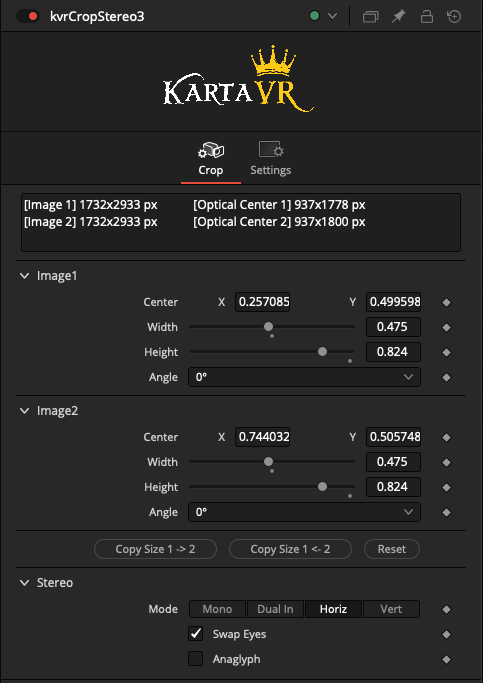 kvrCropStereo3
KARTAVR
Crop
Settings
[Image 1] 1732x2933 px [Optical Center 1] 937x1778 px
[Image 2] 1732x2933 px [Optical Center 2] 937x1800 px
Image1
Center X 0.257085 Y 0.499598
Width 0.475
Height 0.824
Angle 0°
Image2
Center X 0.744032 Y 0.505748
Width 0.475
Height 0.824
Angle 0°
Copy Size 1 -> 2 Copy Size 1 <- 2 Reset
Stereo
Mode Mono Dual In Horiz Vert
Swap Eyes
Anaglyph